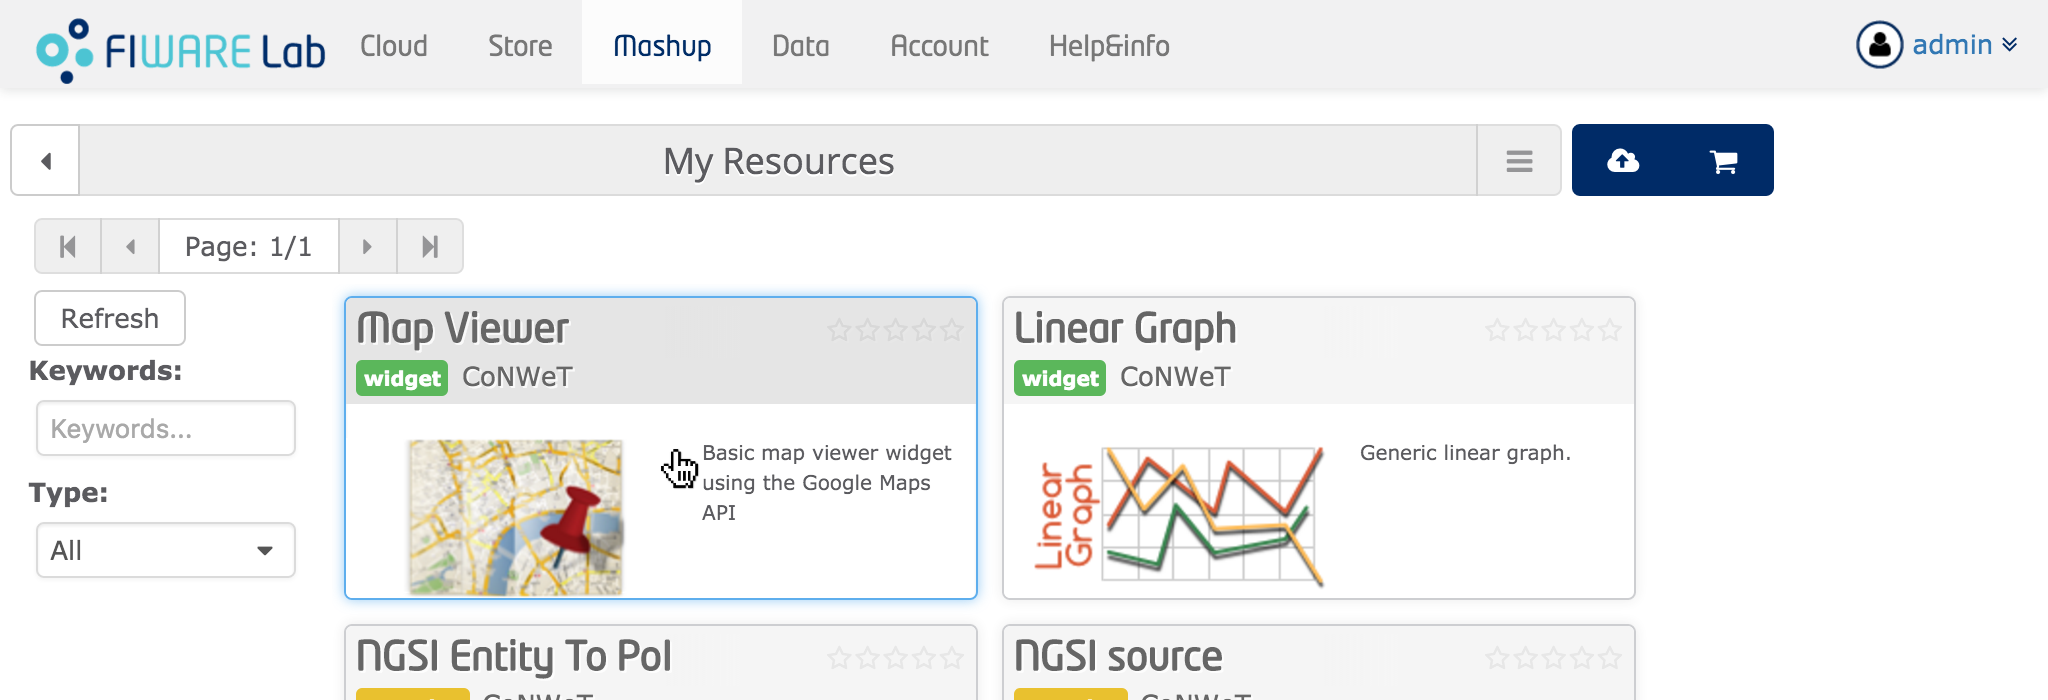 FIWARE Lab Cloud Store Mashup Data Account Help&info admin
My Resources
Page: 1/1
Refresh
Keywords:
Keywords...
Type:
All
Map Viewer
widget CoNWeT
Basic map viewer widget
using the Google Maps
API
Linear Graph
widget CoNWeT
Linear
Graph
Generic linear graph.
NGSI Entity To PoI
CoNWeT
NGSI source
CoNWeT